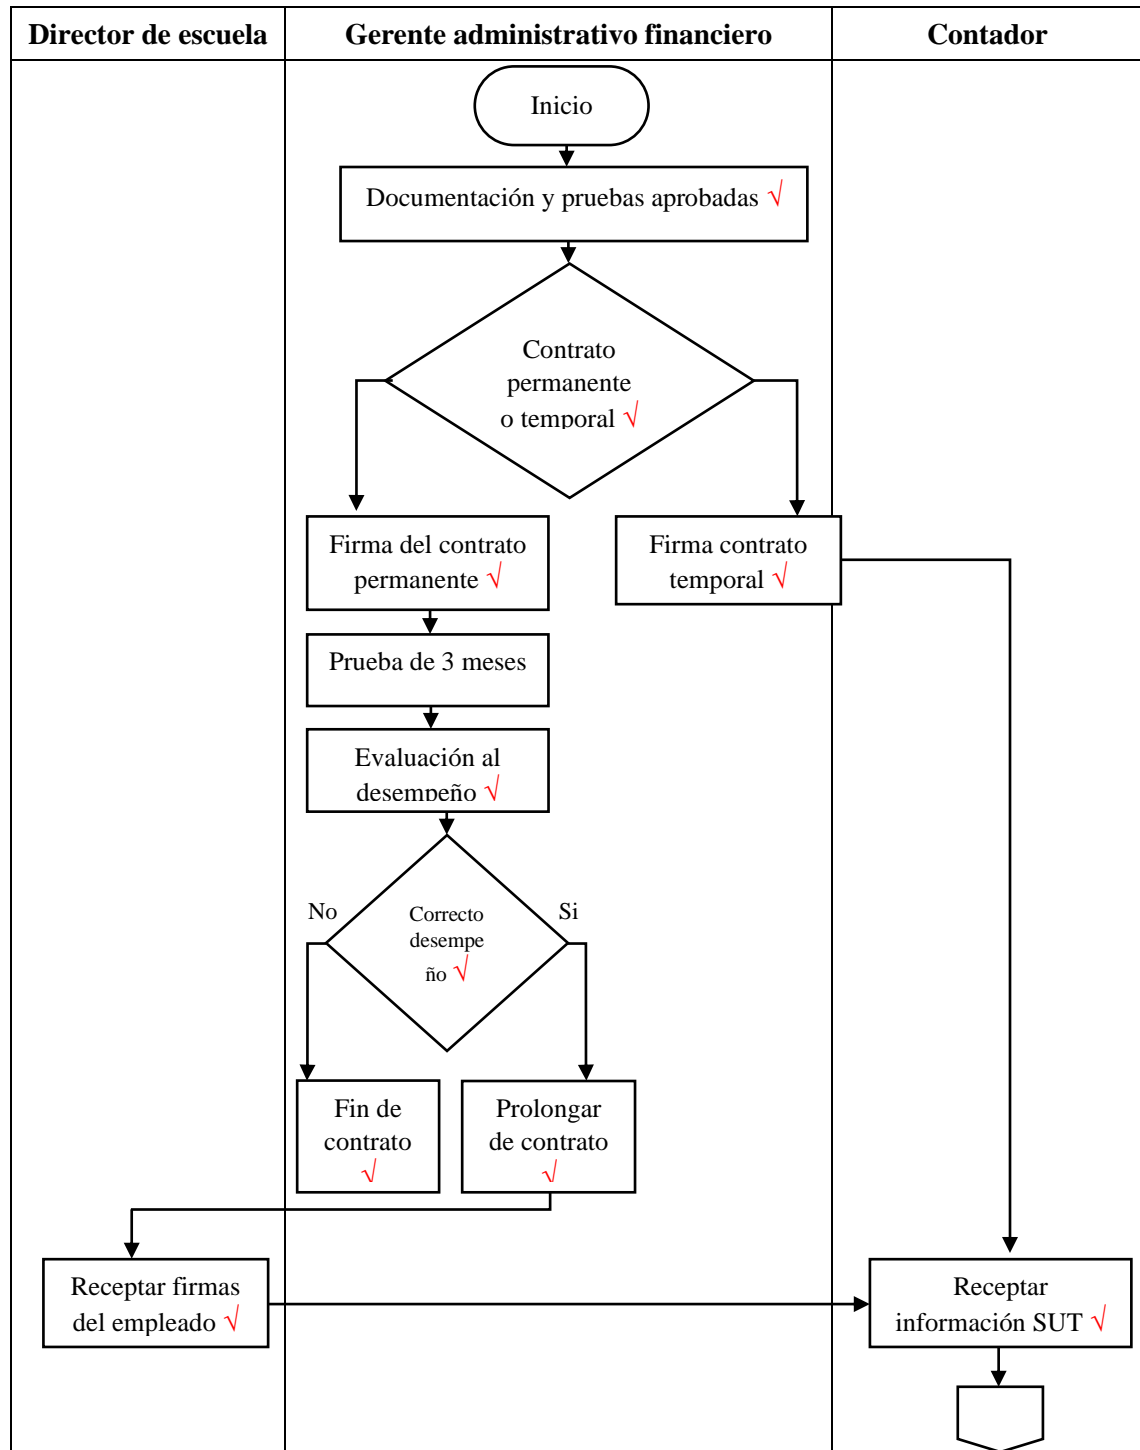 Director de escuela
Gerente administrativo financiero
Contador
Inicio
Documentación y pruebas aprobadas √
Contrato
permanente
o temporal √
Firma del contrato
permanente √
Firma contrato
temporal √
Prueba de 3 meses
Evaluación al
desempeño √
No
Si
Correcto
desempe
ño √
Fin de
contrato
√
Prolongar
de contrato
√
Receptar firmas
del empleado √
Receptar
información SUT √